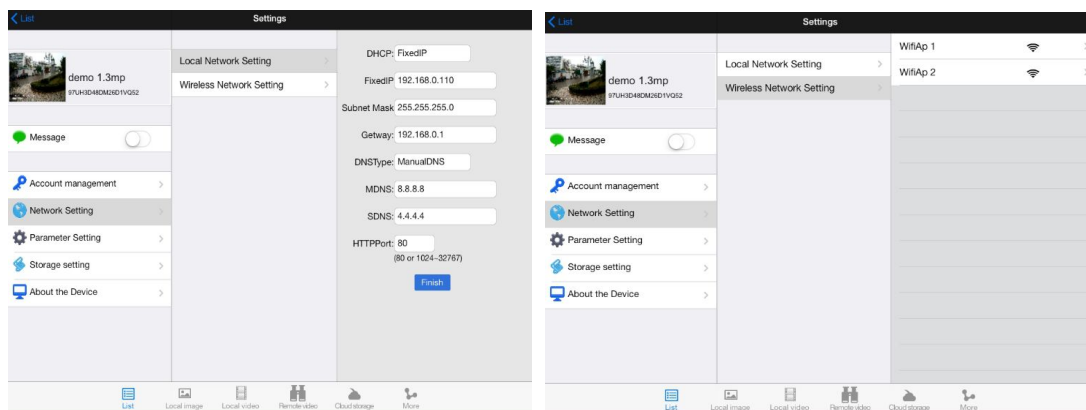 List
Settings
demo 1.3mp
97UH3D48DM26D1VQ52
Message
Account management
Network Setting
Parameter Setting
Storage setting
About the Device
Local Network Setting
Wireless Network Setting
DHCP: FixedIP
FixedIP 192.168.0.110
Subnet Mask 255.255.255.0
Getway: 192.168.0.1
DNSType: ManualDNS
MDNS: 8.8.8.8
SDNS: 4.4.4.4
HTTPPort: 80
(80 or 1024-32767)
Finish
List Local image Local video Remote video Cloud storage More
List
Settings
demo 1.3mp
97UH3D48DM26D1VQ52
Message
Account management
Network Setting
Parameter Setting
Storage setting
About the Device
Local Network Setting
Wireless Network Setting
WifiAp 1
WifiAp 2
List Local image Local video Remote video Cloud storage More